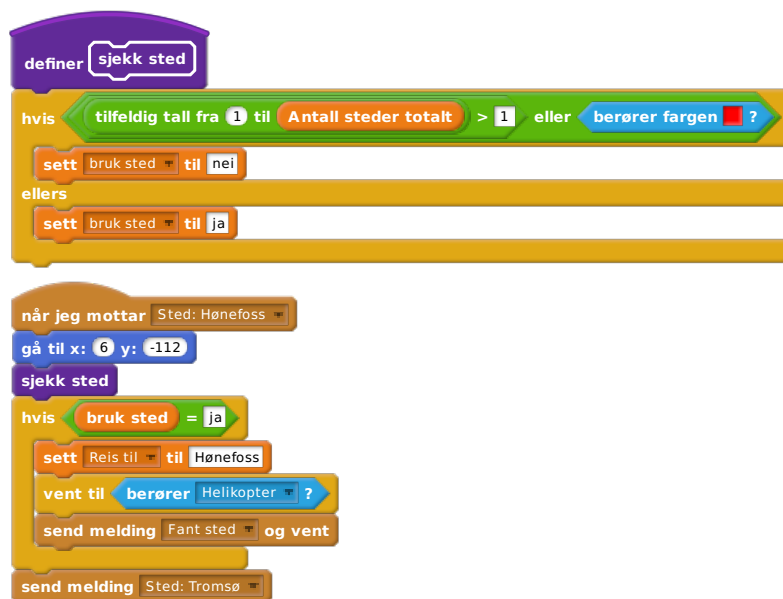 definer sjekk sted
hvis tilfeldig tall fra 1 til Antall steder totalt > 1 eller berører fargen ?
sett bruk sted til nei
ellers
sett bruk sted til ja
når jeg mottar Sted: Hønefoss
gå til x: 6 y: -112
sjekk sted
hvis bruk sted = ja
sett Reis til til Hønefoss
vent til berører Helikopter ?
send melding Fant sted og vent
send melding Sted: Tromsø